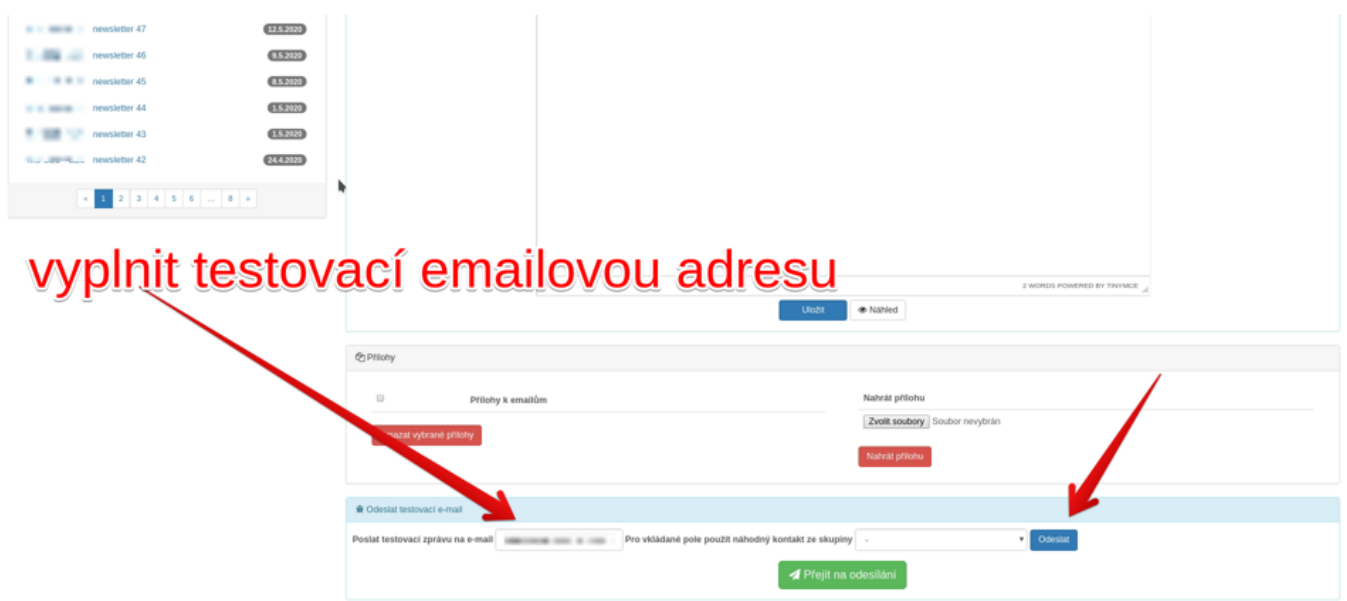 newsletter 47 12.5.2020
newsletter 46 9.5.2020
newsletter 45 8.5.2020
newsletter 44 1.5.2020
newsletter 43 1.5.2020
newsletter 42 24.4.2020
« 1 2 3 4 5 6 ... 8 »
vyplnit testovací emailovou adresu
2 WORDS POWERED BY TINYMCE
Uložit Náhled
Přílohy
Přílohy k emailům
Nahrát přílohu
Zvolit soubory Soubor nevybrán
vybrané přílohy
Nahrát přílohu
Odeslat testovací e-mail
Poslat testovací zprávu na e-mail Pro vkládané pole použít náhodný kontakt ze skupiny - Odeslat
Přejít na odesílání